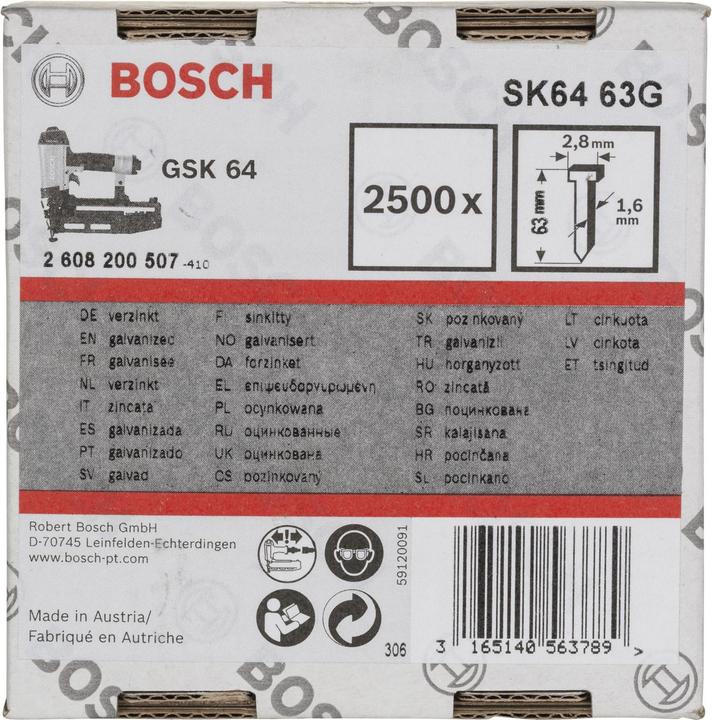 BOSCH
SK64 63G
GSK 64
2500 x
2,8 mm
63 mm
1,6 mm
2 608 200 507 -410
DE verzinkt
EN galvanized
FR galvanisée
NL verzinkt
IT zincata
ES galvanizada
PT galvanizado
SV galvad
FI sinkitty
NO galvanisert
DA forzinket
EL επιψευδαργυρωμένη
PL ocynkowana
RU оцинкованные
UK оцинкована
CS pozinkovaný
SK pozinkovaný
TR galvanizli
HU horganyzott
RO zincată
BG поцинкована
SR kalajisana
HR pocinčana
SL pocinkano
LT cinkuota
LV cinkota
ET tsingitud
Robert Bosch GmbH
D-70745 Leinfelden-Echterdingen
www.bosch-pt.com
Made in Austria/
Fabriqué en Autriche
59120091
306
3 165140 563789 >